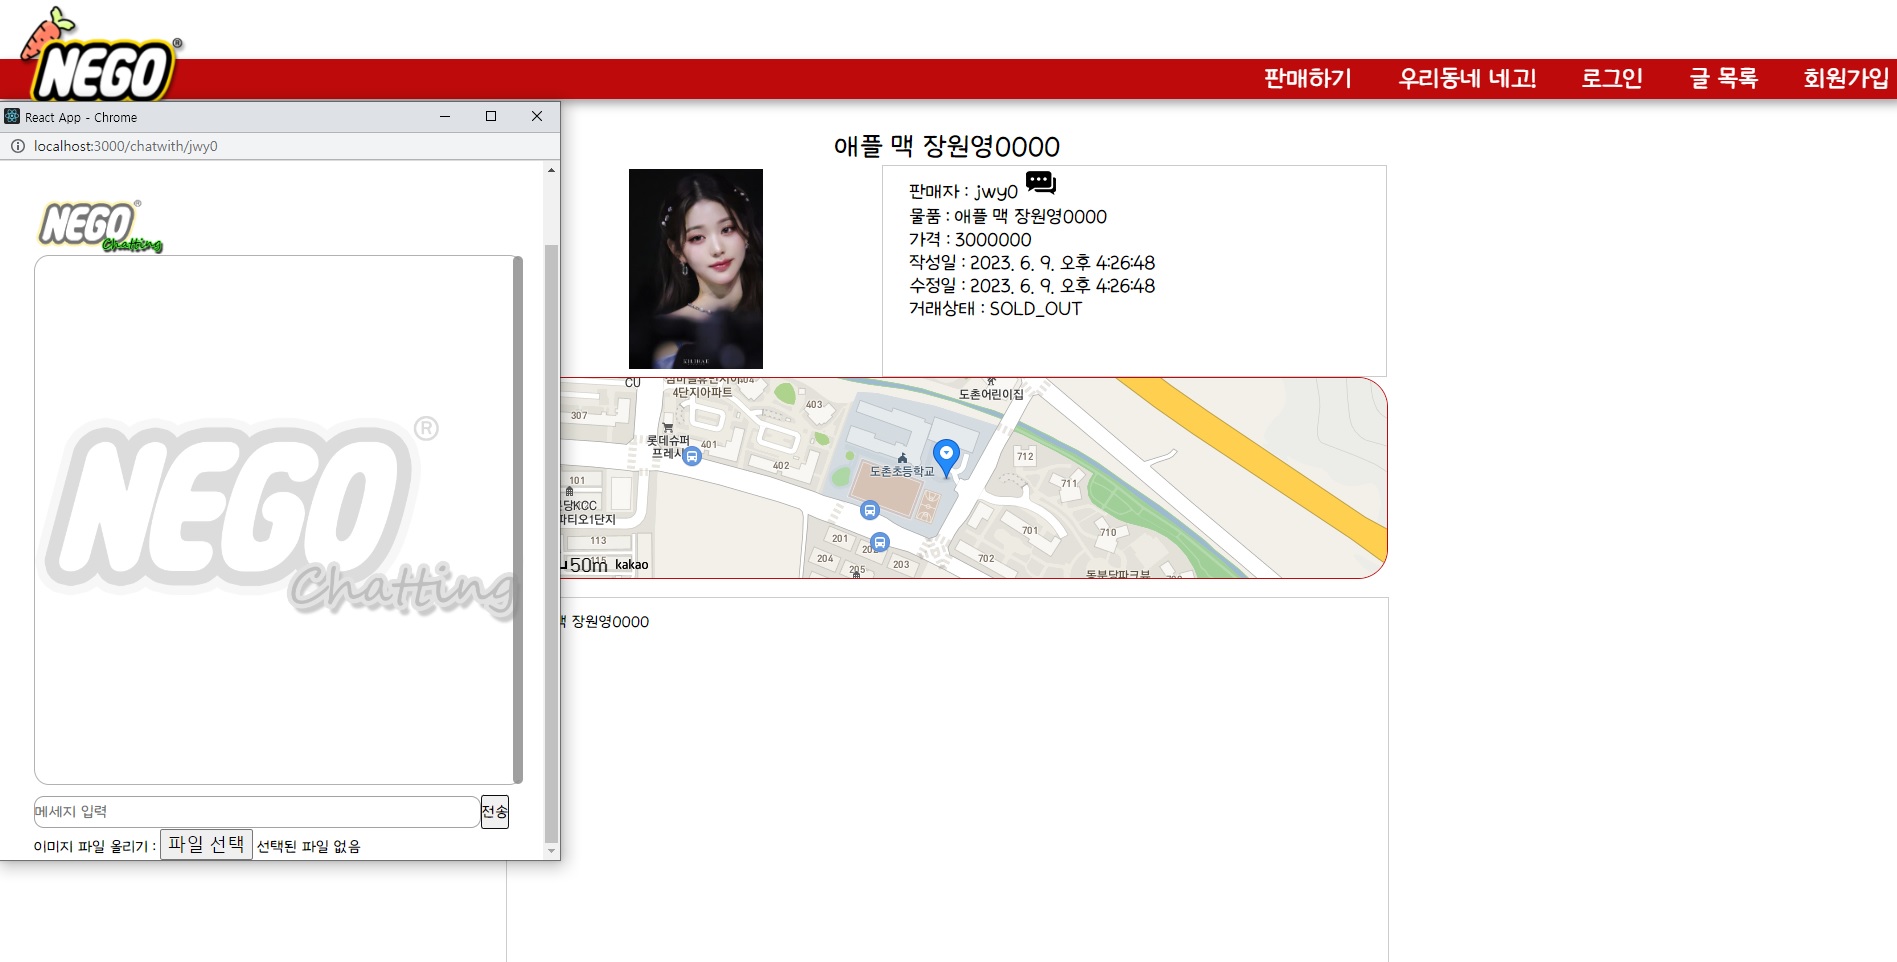 NEGO ®
판매하기 우리동네 네고! 로그인 글 목록 회원가입
React App - Chrome
localhost:3000/chatwith/jwy0
NEGO ®
Chatting
NEGO ®
Chatting
메세지 입력
전송
이미지 파일 올리기 : 파일 선택 선택된 파일 없음
애플 맥 장원영0000
판매자 : jwy0
물품 : 애플 맥 장원영0000
가격 : 3000000
작성일 : 2023. 6. 9. 오후 4:26:48
수정일 : 2023. 6. 9. 오후 4:26:48
거래상태 : SOLD_OUT
CU
4단지아파트
403
도촌어린이집
307
롯데슈퍼
프레시
401
402
도촌초등학교
712
711
101
당KCC
파티오1단지
113
115
201
204
205
203
701
702
710
동분당파크뷰
50m kakao
맥 장원영0000